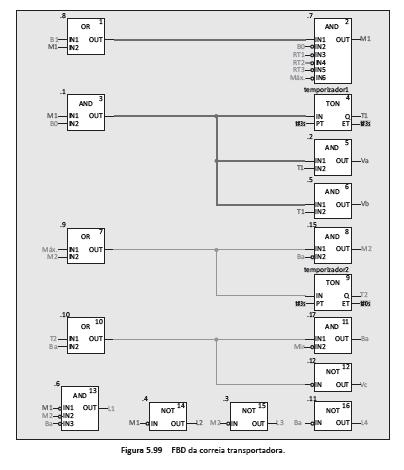 .8
OR 1
B1 IN1 OUT
M1 IN2
.7
AND 2
IN1 OUT M1
B0 IN2
RT1 IN3
RT2 IN4
RT3 IN5
Máx. IN6
.1
AND 3
M1 IN1 OUT
B0 IN2
temporizador1
TON 4
IN Q T1
t#3s PT ET t#3s
.2
AND 5
IN1 OUT Va
T1 IN2
.5
AND 6
IN1 OUT Vb
T1 IN2
.9
OR 7
Máx. IN1 OUT
M2 IN2
.15
AND 8
IN1 OUT M2
Ba IN2
temporizador2
TON 9
IN Q T2
t#3s PT ET t#0s
.10
OR 10
T2 IN1 OUT
Ba IN2
.17
AND 11
IN1 OUT Ba
IN2
.12
NOT 12
IN OUT Vc
.6
AND 13
M1 IN1 OUT L1
M2 IN2
Ba IN3
.4
NOT 14
M1 IN OUT L2
.3
NOT 15
M2 IN OUT L3
.11
NOT 16
Ba IN OUT L4
Figura 5.99 FBD da correia transportadora.